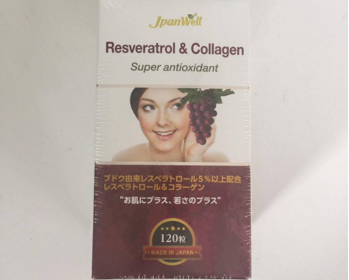 JpanWell
Resveratrol & Collagen
Super antioxidant
ブドウ由来レスベラトロール5%以上配合
レスベラトロール&コラーゲン
"お肌にプラス、若さのプラス"
120粒
MADE IN JAPAN